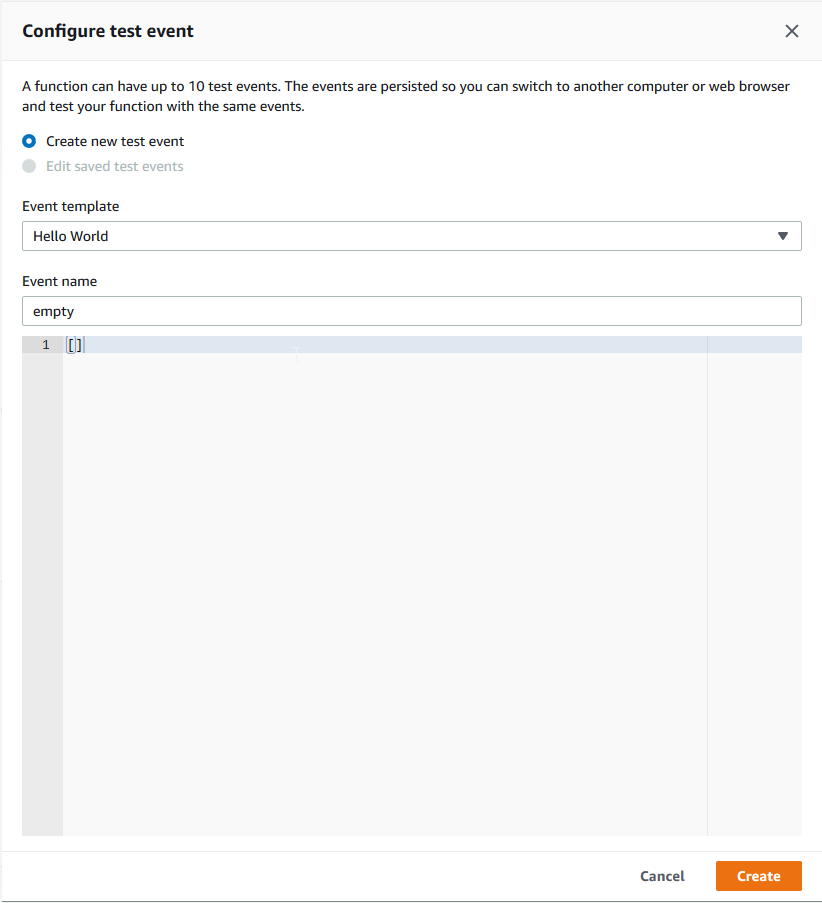 Configure test event
A function can have up to 10 test events. The events are persisted so you can switch to another computer or web browser
and test your function with the same events.
Create new test event
Edit saved test events
Event template
Hello World
Event name
empty
1 []
Cancel Create